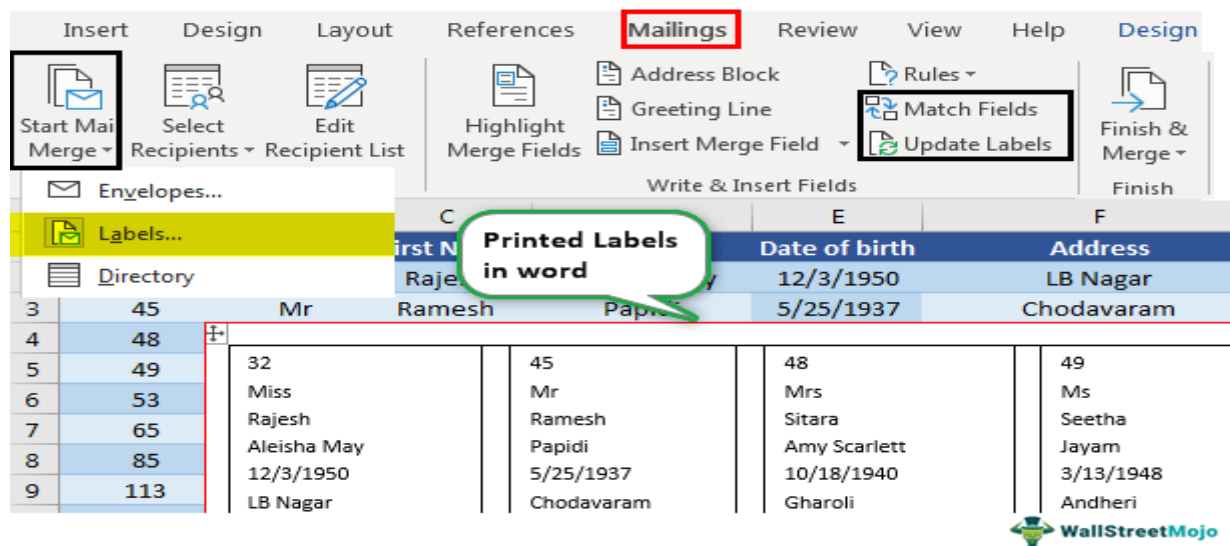 Insert Design Layout References Mailings Review View Help Design
Start Mai
Merge
Select
Recipients
Edit
Recipient List
Highlight
Merge Fields
Address Block
Greeting Line
Insert Merge Field
Rules
Match Fields
Update Labels
Finish &
Merge
Write & Insert Fields
Finish
Envelopes...
Labels...
Directory
C E F
irst N Date of birth Address
Raje y 12/3/1950 LB Nagar
3 45 Mr Ramesh Papidi 5/25/1937 Chodavaram
Printed Labels
in word
4 48
5 49
6 53
7 65
8 85
9 113
32
Miss
Rajesh
Aleisha May
12/3/1950
LB Nagar
45
Mr
Ramesh
Papidi
5/25/1937
Chodavaram
48
Mrs
Sitara
Amy Scarlett
10/18/1940
Gharoli
49
Ms
Seetha
Jayam
3/13/1948
Andheri
WallStreetMojo